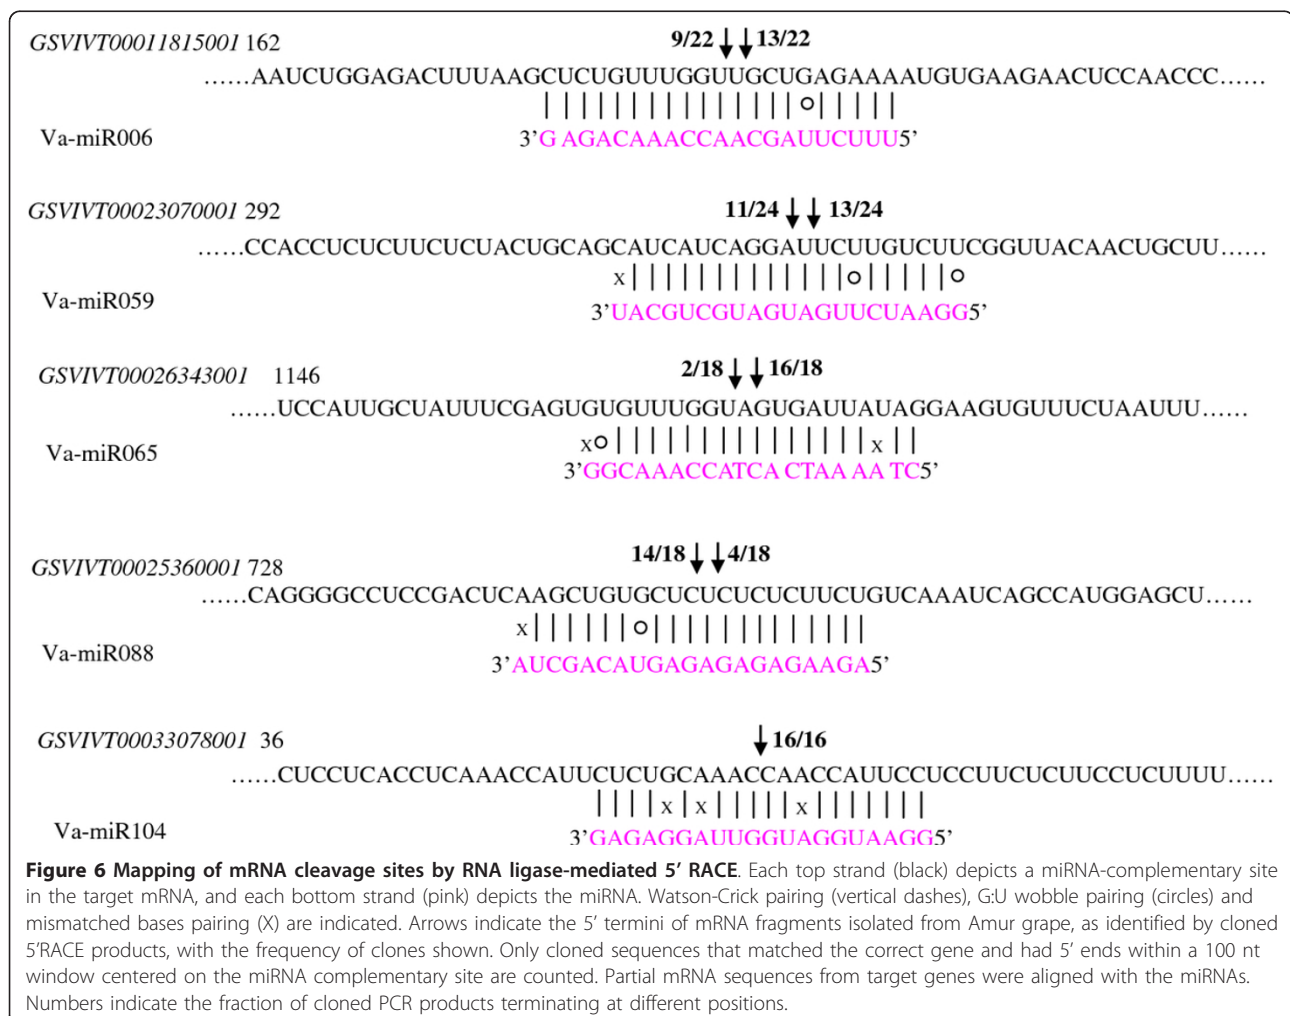 GSVIVT00011815001 162 9/22 13/22
......AAUCUGGAGACUUUAAGCUCUGUUUGGUUGCUGAGAAAAUGUGAAGAACUCCAACCC......
| | | | | | | | | | | | | | | o | | | | |
Va-miR006 3’GAGACAAACCAACGAUUCUUU5’
GSVIVT00023070001 292 11/24 13/24
......CCACCUCUCUUCUCUACUGCAGCAUCAUCAGGAUUCUUGUCUUCGGUUACAACUGCUU......
x | | | | | | | | | | | | | o | | | | | o
Va-miR059 3’UACGUCGUAGUAGUUCUAAGG5’
GSVIVT00026343001 1146 2/18 16/18
......UCCAUUGCUAUUUCGAGUGUGUUUGGUAGUGAUUAUAGGAAGUGUUUCUAAUUU......
x o | | | | | | | | | | | | | | | x | |
Va-miR065 3’GGCAAACCATCA CTAA AA TC5’
GSVIVT00025360001 728 14/18 4/18
......CAGGGGCCUCCGACUCAAGCUGUGCUCUCUCUCUUCUGUCAAAUCAGCCAUGGAGCU......
x | | | | | | o | | | | | | | | | | | | |
Va-miR088 3’AUCGACAUGAGAGAGAGAAGA5’
GSVIVT00033078001 36 16/16
......CUCCUCACCUCAAACCAUUCUCUGCAAACCAACCAUUCCUCCUUCUCUUCCUCUUUU......
| | | | x | x | | | | | x | | | | | | |
Va-miR104 3’GAGAGGAUUGGUAGGUAAGG5’
Figure 6 Mapping of mRNA cleavage sites by RNA ligase-mediated 5’ RACE. Each top strand (black) depicts a miRNA-complementary site
in the target mRNA, and each bottom strand (pink) depicts the miRNA. Watson-Crick pairing (vertical dashes), G:U wobble pairing (circles) and
mismatched bases pairing (X) are indicated. Arrows indicate the 5’ termini of mRNA fragments isolated from Amur grape, as identified by cloned
5’RACE products, with the frequency of clones shown. Only cloned sequences that matched the correct gene and had 5’ ends within a 100 nt
window centered on the miRNA complementary site are counted. Partial mRNA sequences from target genes were aligned with the miRNAs.
Numbers indicate the fraction of cloned PCR products terminating at different positions.